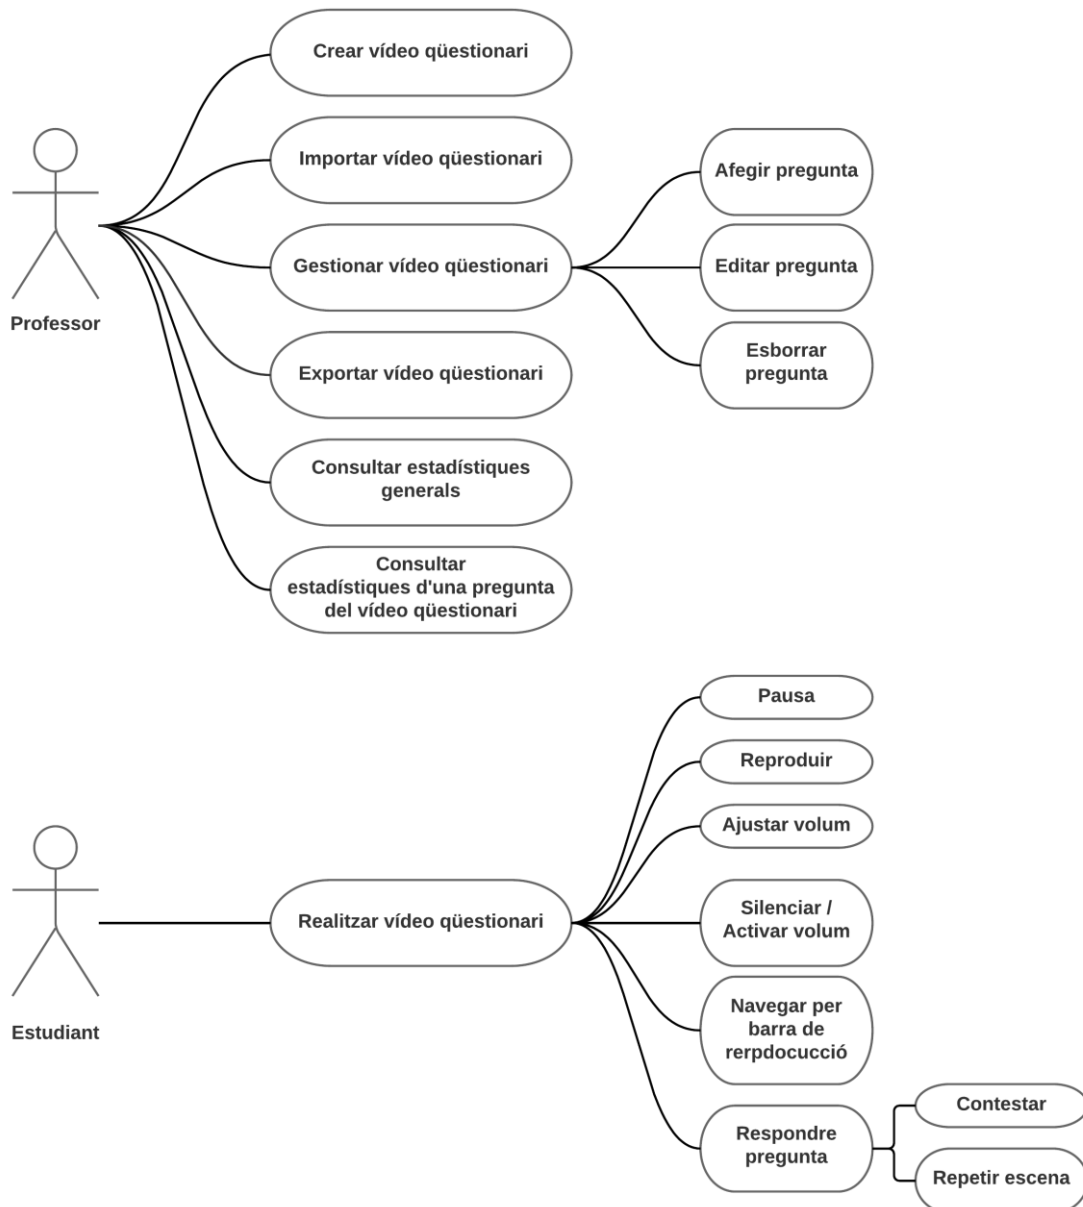 Crear vídeo qüestionari
Importar vídeo qüestionari
Gestionar vídeo qüestionari
Exportar vídeo qüestionari
Consultar estadístiques
generals
Consultar
estadístiques d'una pregunta
del vídeo qüestionari
Professor
Afegir pregunta
Editar pregunta
Esborrar
pregunta
Estudiant
Realitzar vídeo qüestionari
Pausa
Reproduir
Ajustar volum
Silenciar /
Activar volum
Navegar per
barra de
rerpdocucció
Respondre
pregunta
Contestar
Repetir escena